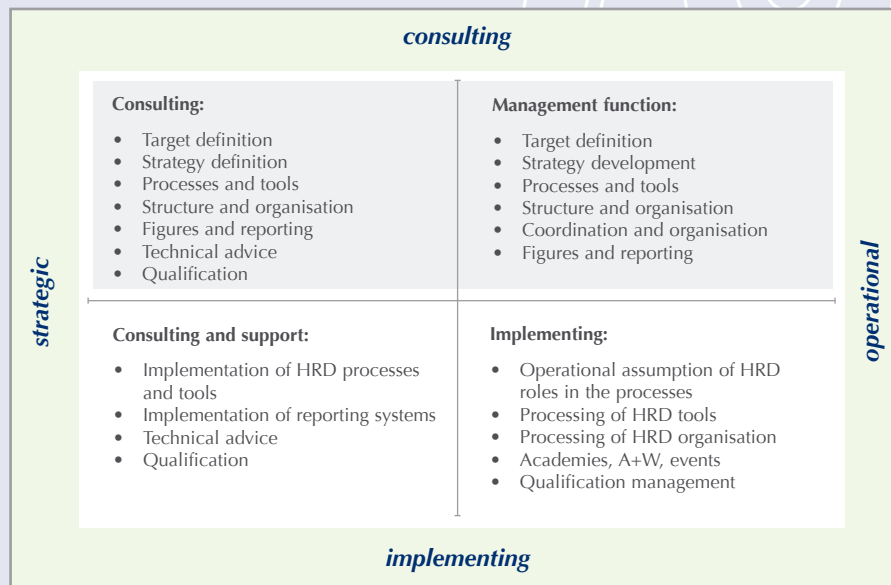 consulting
strategic
Consulting:
• Target definition
• Strategy definition
• Processes and tools
• Structure and organisation
• Figures and reporting
• Technical advice
• Qualification
Management function:
• Target definition
• Strategy development
• Processes and tools
• Structure and organisation
• Coordination and organisation
• Figures and reporting
operational
Consulting and support:
• Implementation of HRD processes
and tools
• Implementation of reporting systems
• Technical advice
• Qualification
Implementing:
• Operational assumption of HRD
roles in the processes
• Processing of HRD tools
• Processing of HRD organisation
• Academies, A+W, events
• Qualification management
implementing